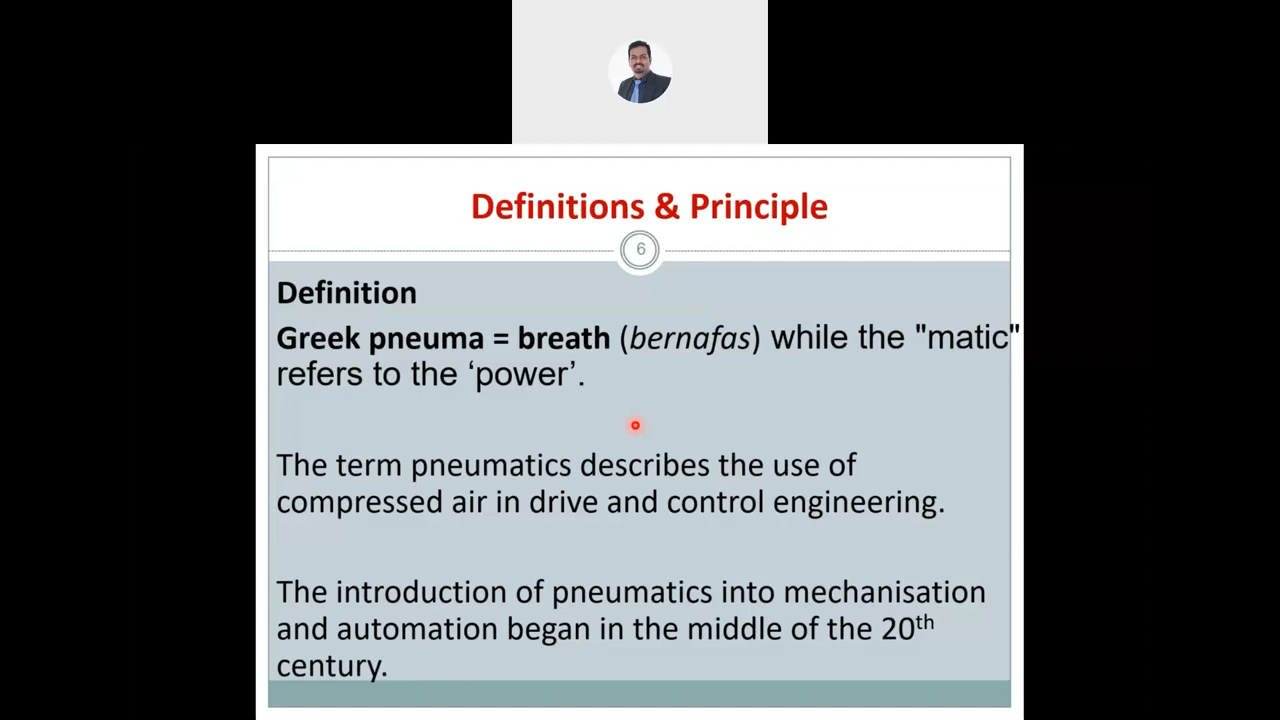 Definitions & Principle
6
Definition
Greek pneuma = breath (bernafas) while the "matic"
refers to the ‘power’.
The term pneumatics describes the use of
compressed air in drive and control engineering.
The introduction of pneumatics into mechanisation
and automation began in the middle of the 20th
century.